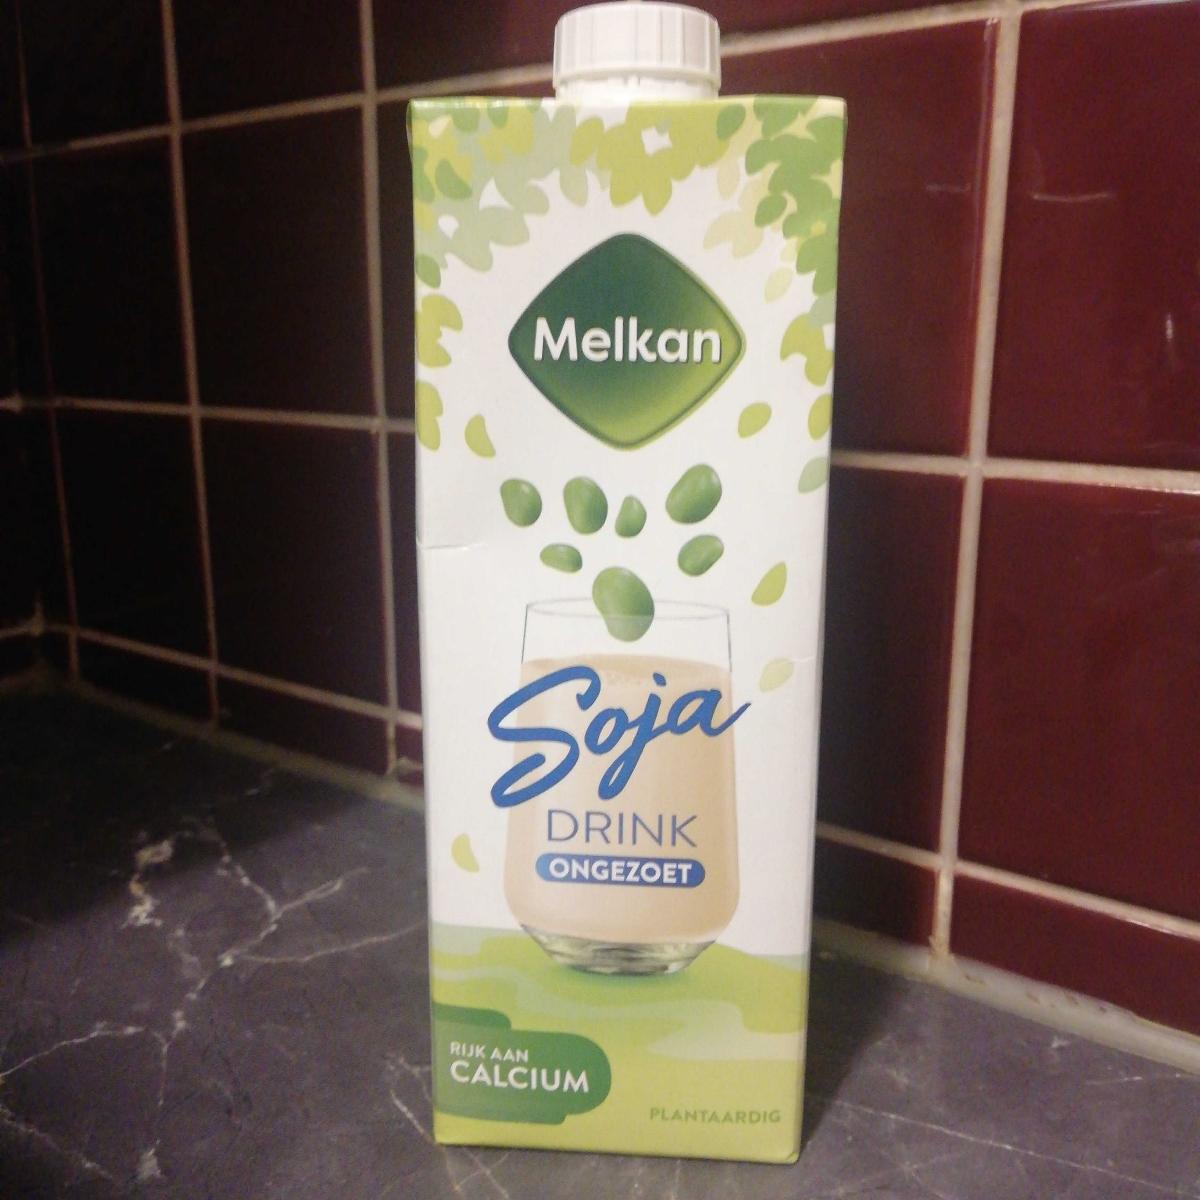 Melkan
Soja
DRINK
ONGEZOET
RIJK AAN
CALCIUM
PLANTAARDIG